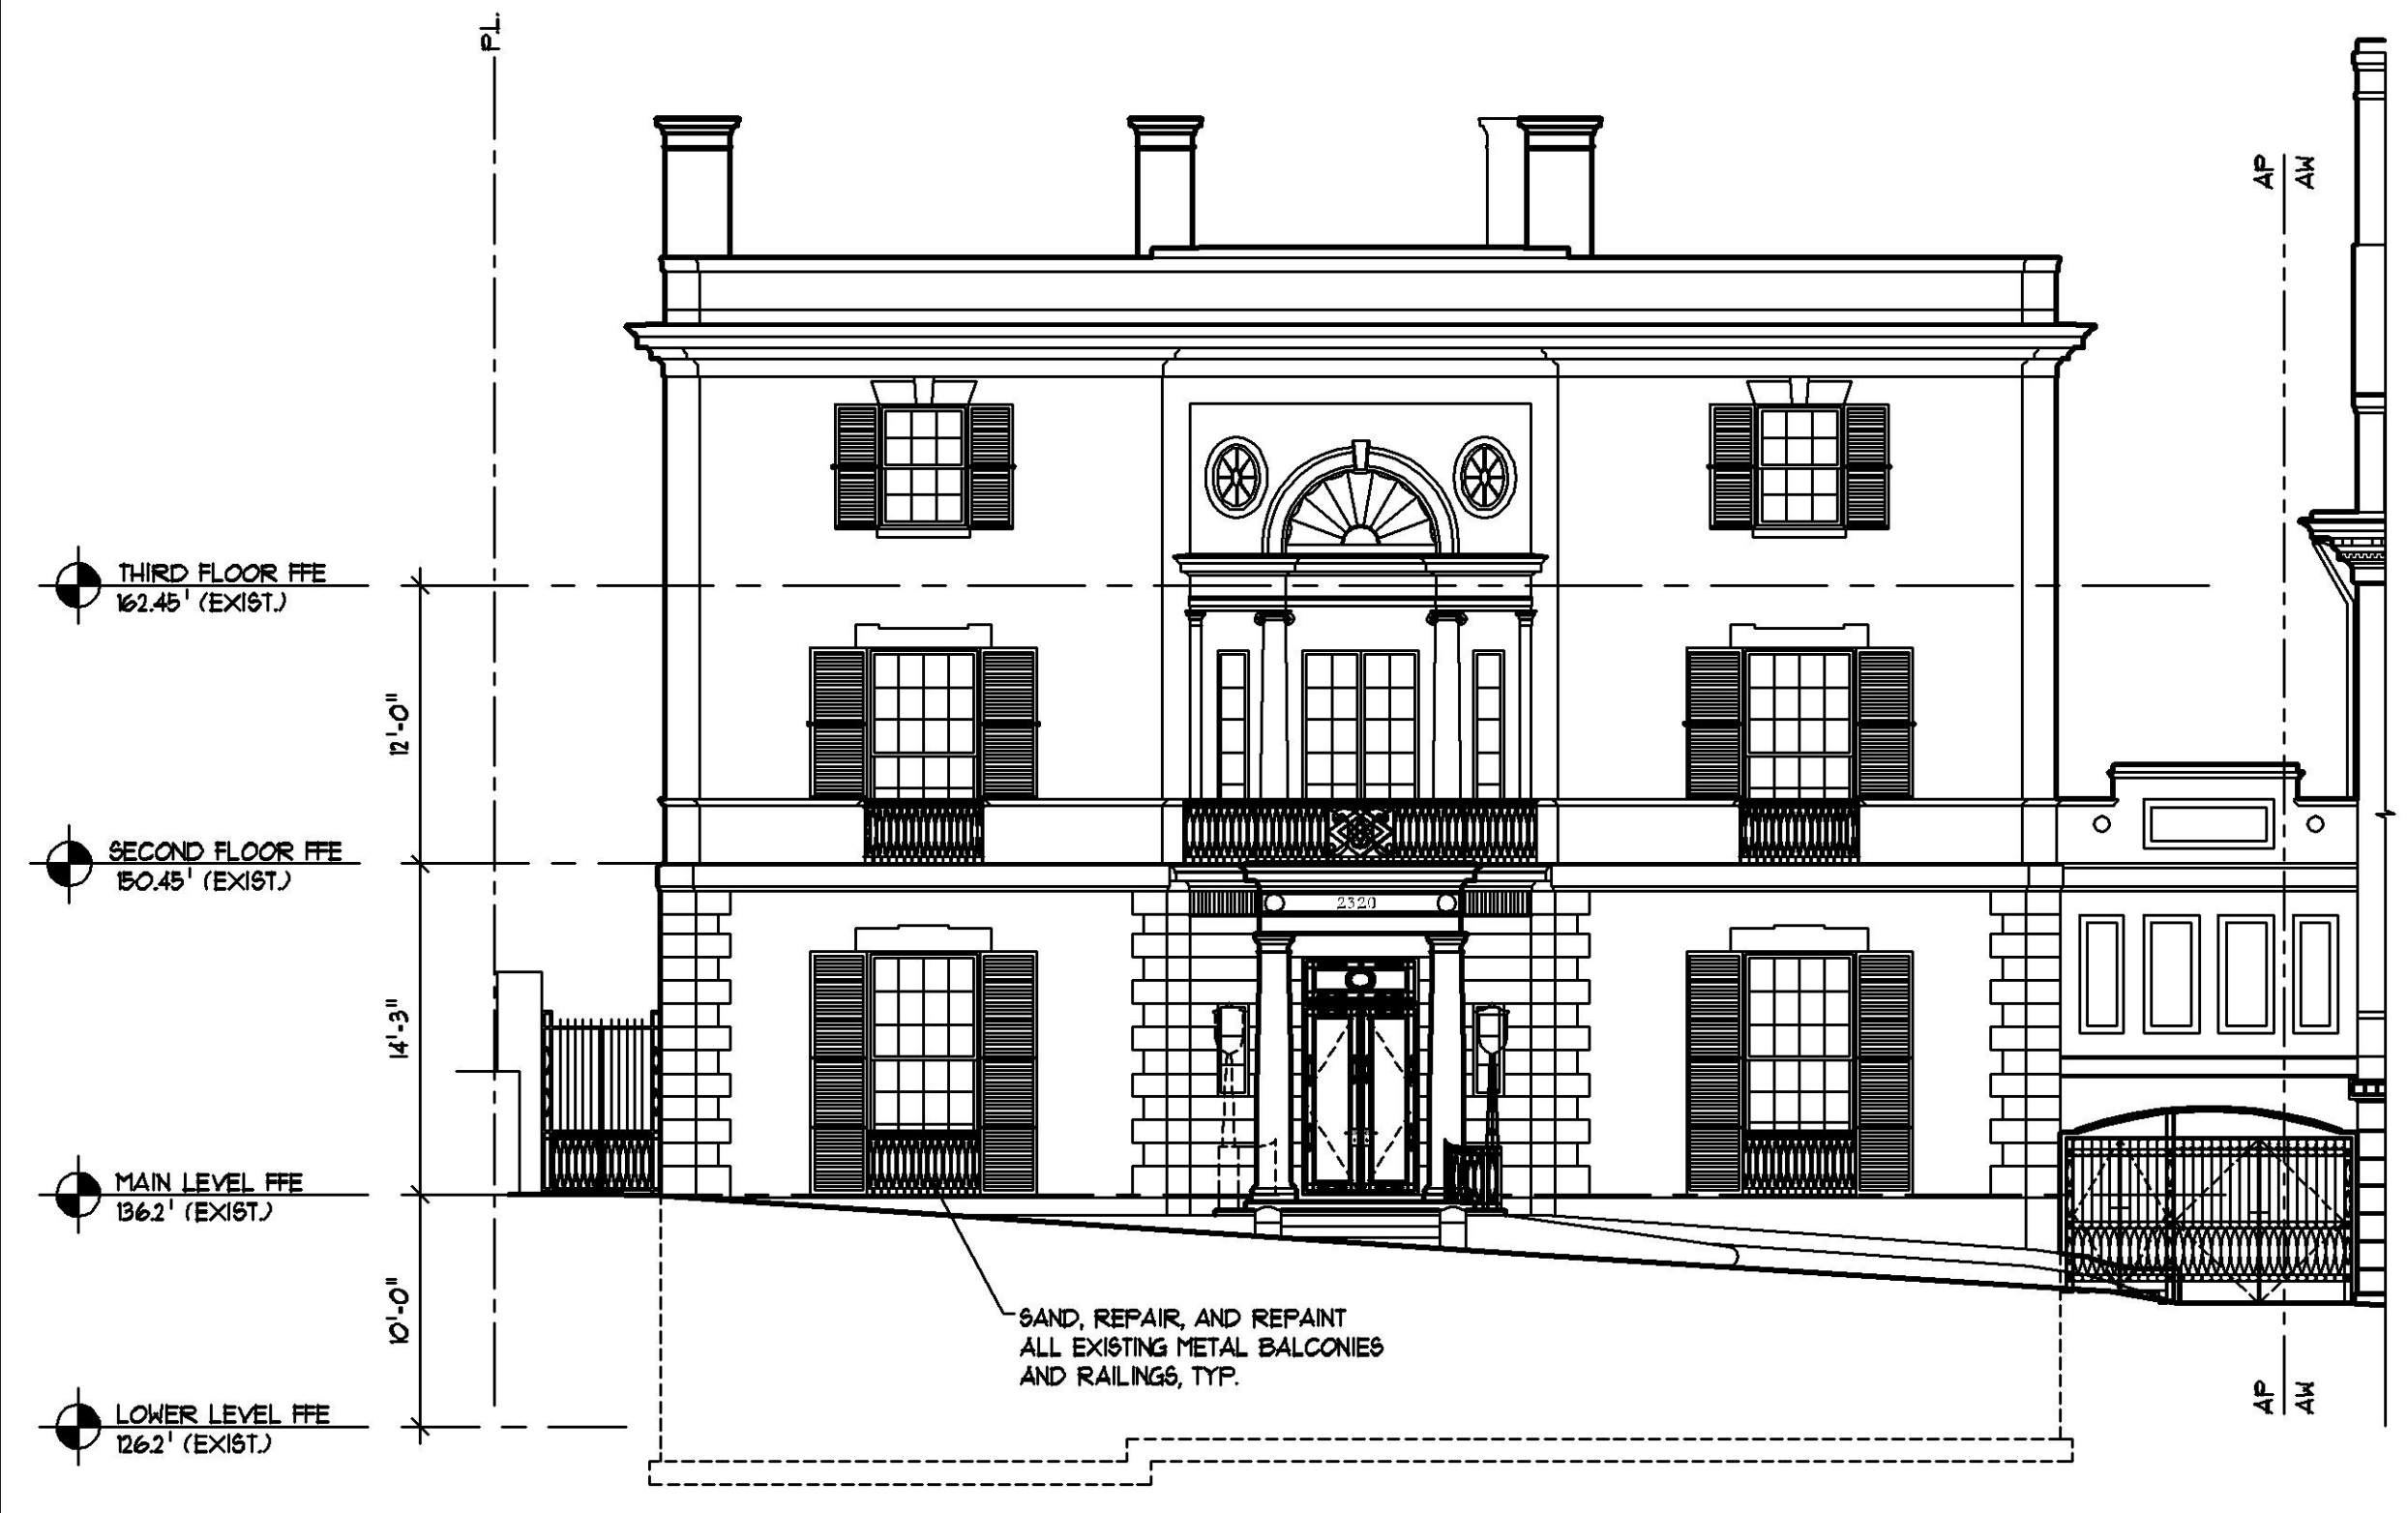 P.L.
AP
AW
THIRD FLOOR FFE
162.45' (EXIST.)
12'-0"
SECOND FLOOR FFE
150.45' (EXIST.)
2320
14'-3"
MAIN LEVEL FFE
136.2' (EXIST.)
10'-0"
SAND, REPAIR, AND REPAINT
ALL EXISTING METAL BALCONIES
AND RAILINGS, TYP.
AP
AW
LOWER LEVEL FFE
126.2' (EXIST.)